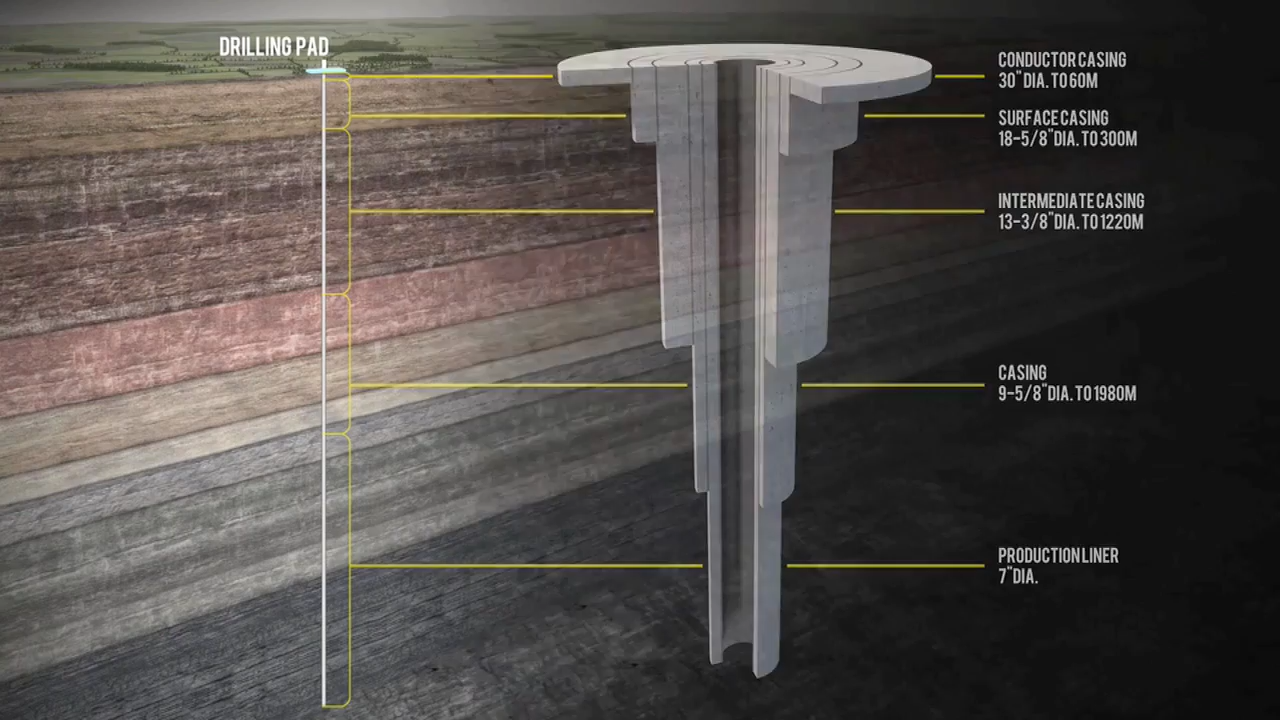 DRILLING PAD
CONDUCTOR CASING
30" DIA. TO 60M
SURFACE CASING
18-5/8" DIA. TO 300M
INTERMEDIATE CASING
13-3/8" DIA. TO 1220M
CASING
9-5/8" DIA. TO 1980M
PRODUCTION LINER
7" DIA.